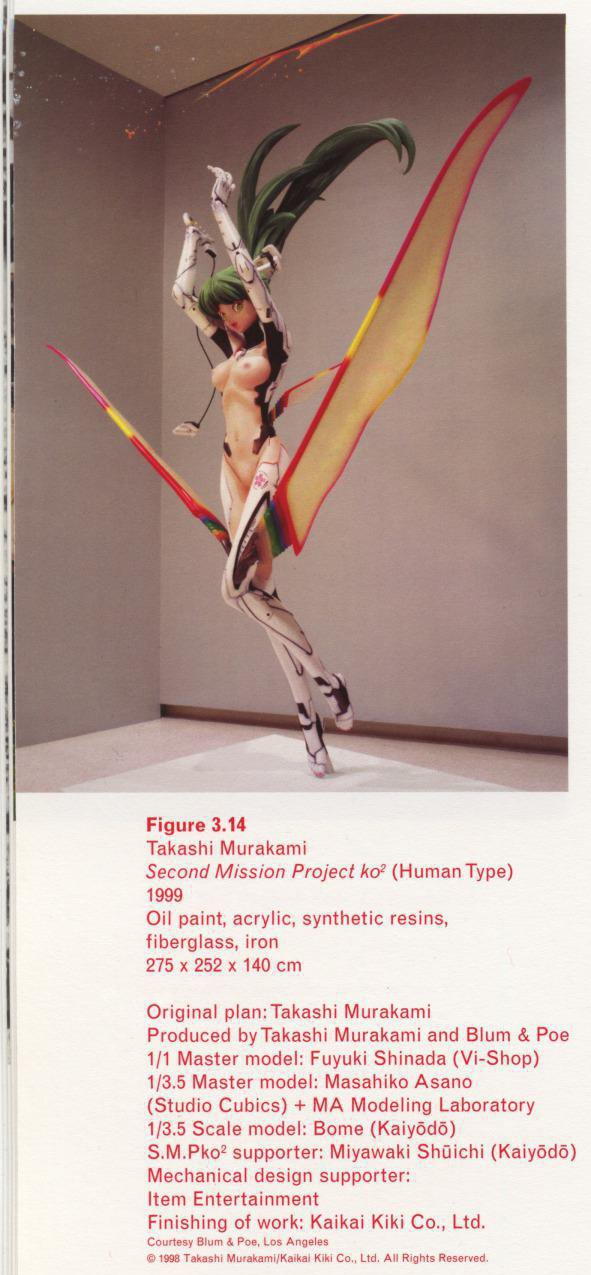 Figure 3.14
Takashi Murakami
Second Mission Project ko² (Human Type)
1999
Oil paint, acrylic, synthetic resins,
fiberglass, iron
275 x 252 x 140 cm
Original plan: Takashi Murakami
Produced by Takashi Murakami and Blum & Poe
1/1 Master model: Fuyuki Shinada (Vi-Shop)
1/3.5 Master model: Masahiko Asano
(Studio Cubics) + MA Modeling Laboratory
1/3.5 Scale model: Bome (Kaiyōdō)
S.M.Pko² supporter: Miyawaki Shūichi (Kaiyōdō)
Mechanical design supporter:
Item Entertainment
Finishing of work: Kaikai Kiki Co., Ltd.
Courtesy Blum & Poe, Los Angeles
© 1998 Takashi Murakami/Kaikai Kiki Co., Ltd. All Rights Reserved.